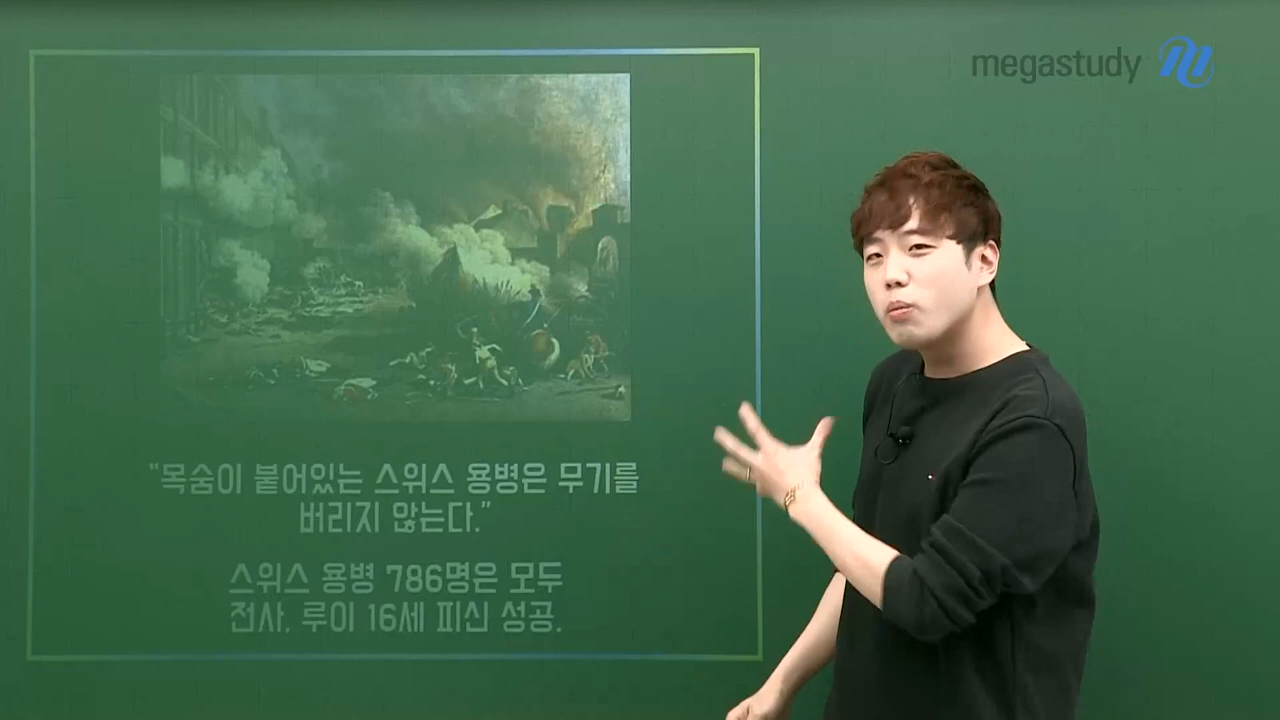 megastudy
"목숨이 붙어있는 스위스 용병은 무기를
버리지 않는다."
스위스 용병 786명은 모두
전사, 루이 16세 피신 성공.